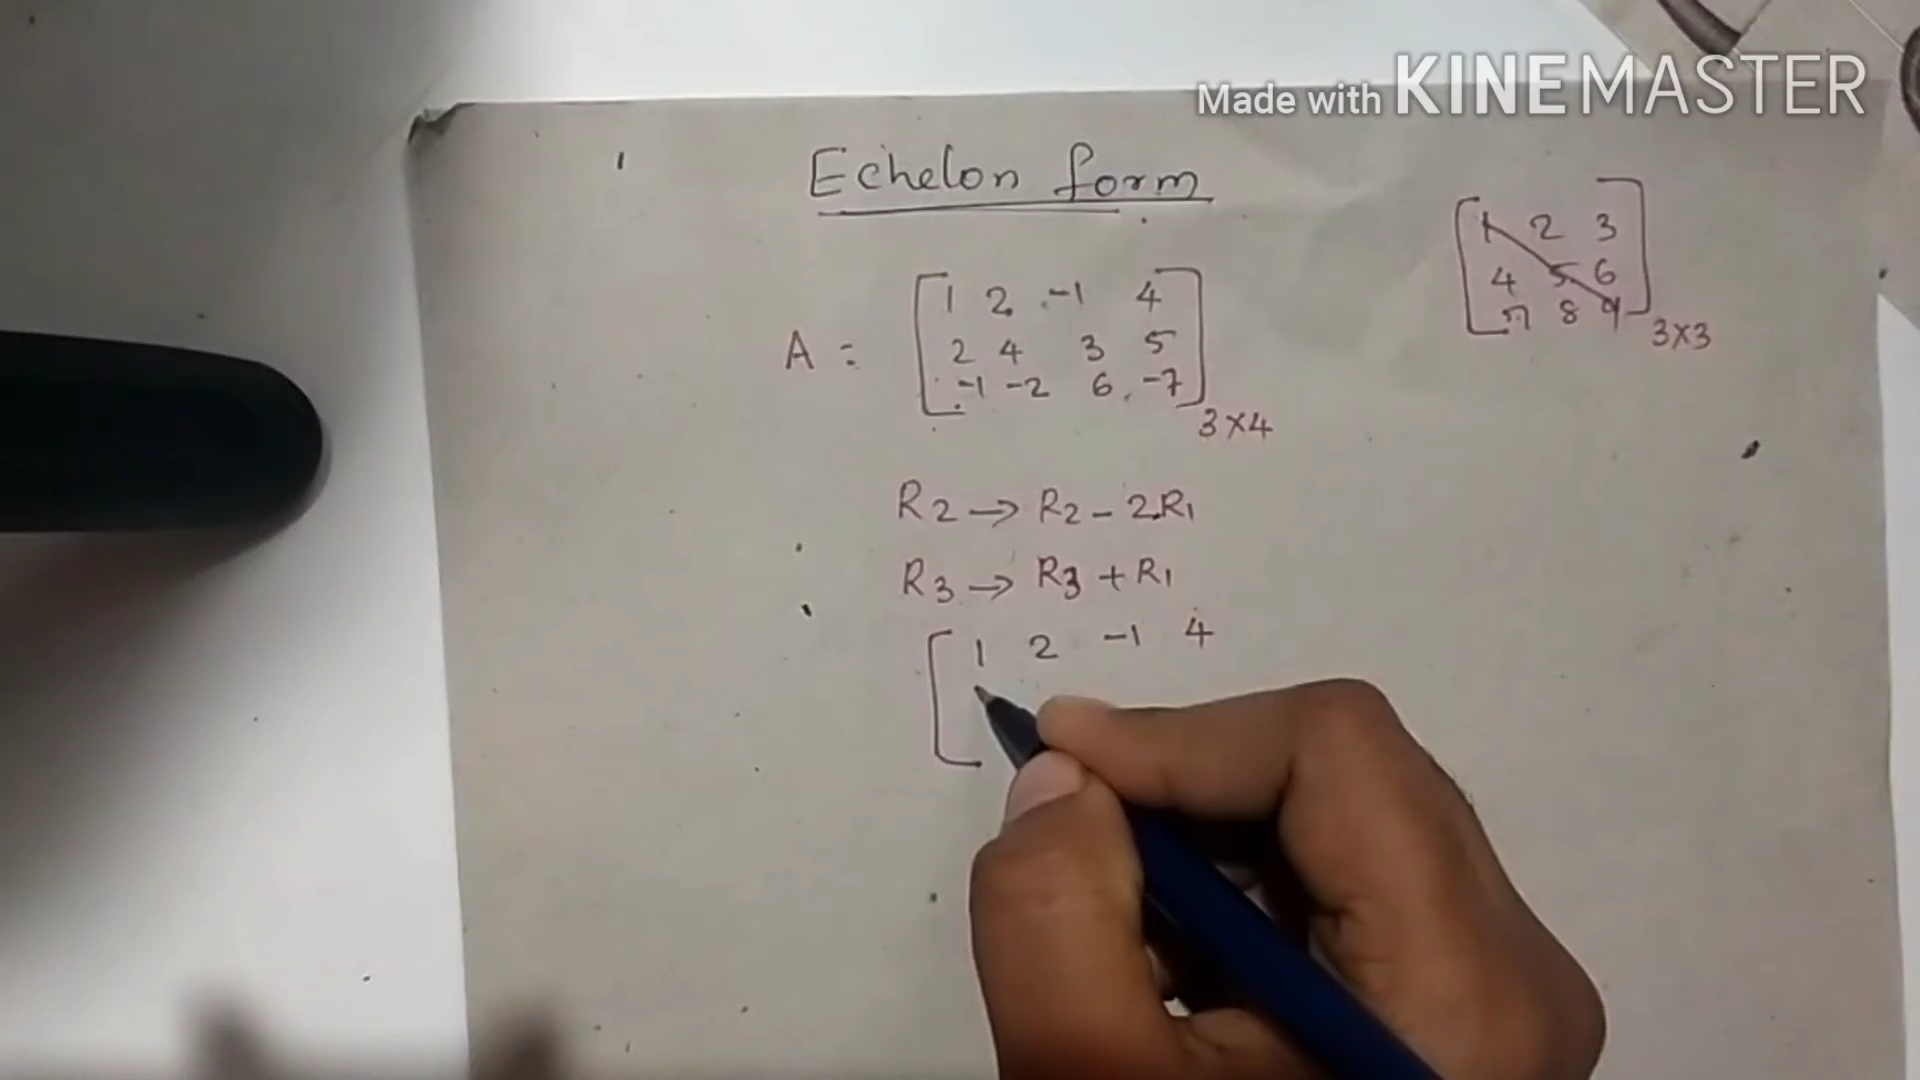 Made with KINEMASTER
Echelon form
A = [1 2 -1 4
2 4 3 5
-1 -2 6 -7] 3×4
[1 2 3
4 5 6
7 8 9] 3×3
R2 → R2 - 2R1
R3 → R3 + R1
[1 2 -1 4